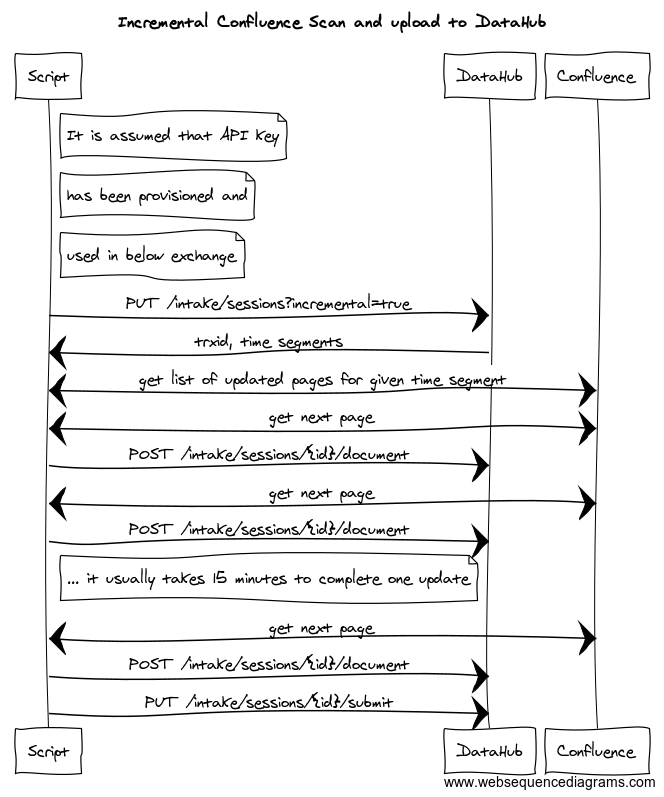 Incremental Confluence Scan and upload to DataHub
Script
DataHub
Confluence
It is assumed that API key
has been provisioned and
used in below exchange
PUT /intake/sessions?incremental=true
trxid, time segments
get list of updated pages for given time segment
get next page
POST /intake/sessions/{id}/document
get next page
POST /intake/sessions/{id}/document
... it usually takes 15 minutes to complete one update
get next page
POST /intake/sessions/{id}/document
PUT /intake/sessions/{id}/submit
Script
DataHub
Confluence
www.websequencediagrams.com